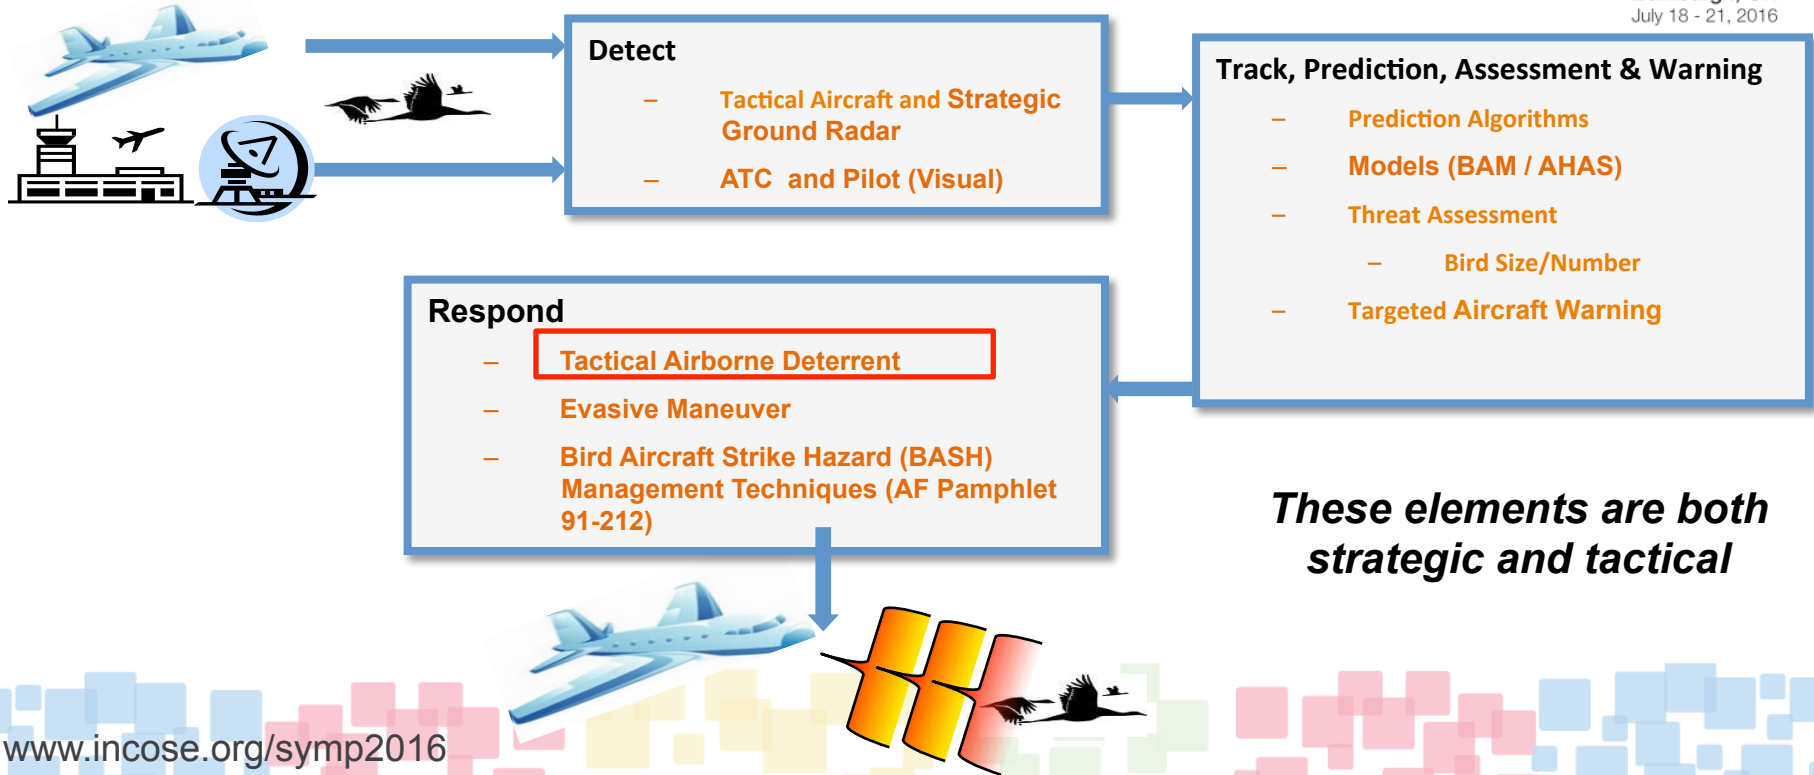 July 18 - 21, 2016
Detect
– Tactical Aircraft and Strategic
Ground Radar
– ATC and Pilot (Visual)
Track, Prediction, Assessment & Warning
– Prediction Algorithms
– Models (BAM / AHAS)
– Threat Assessment
– Bird Size/Number
– Targeted Aircraft Warning
Respond
– Tactical Airborne Deterrent
– Evasive Maneuver
– Bird Aircraft Strike Hazard (BASH)
Management Techniques (AF Pamphlet
91-212)
These elements are both
strategic and tactical
www.incose.org/symp2016